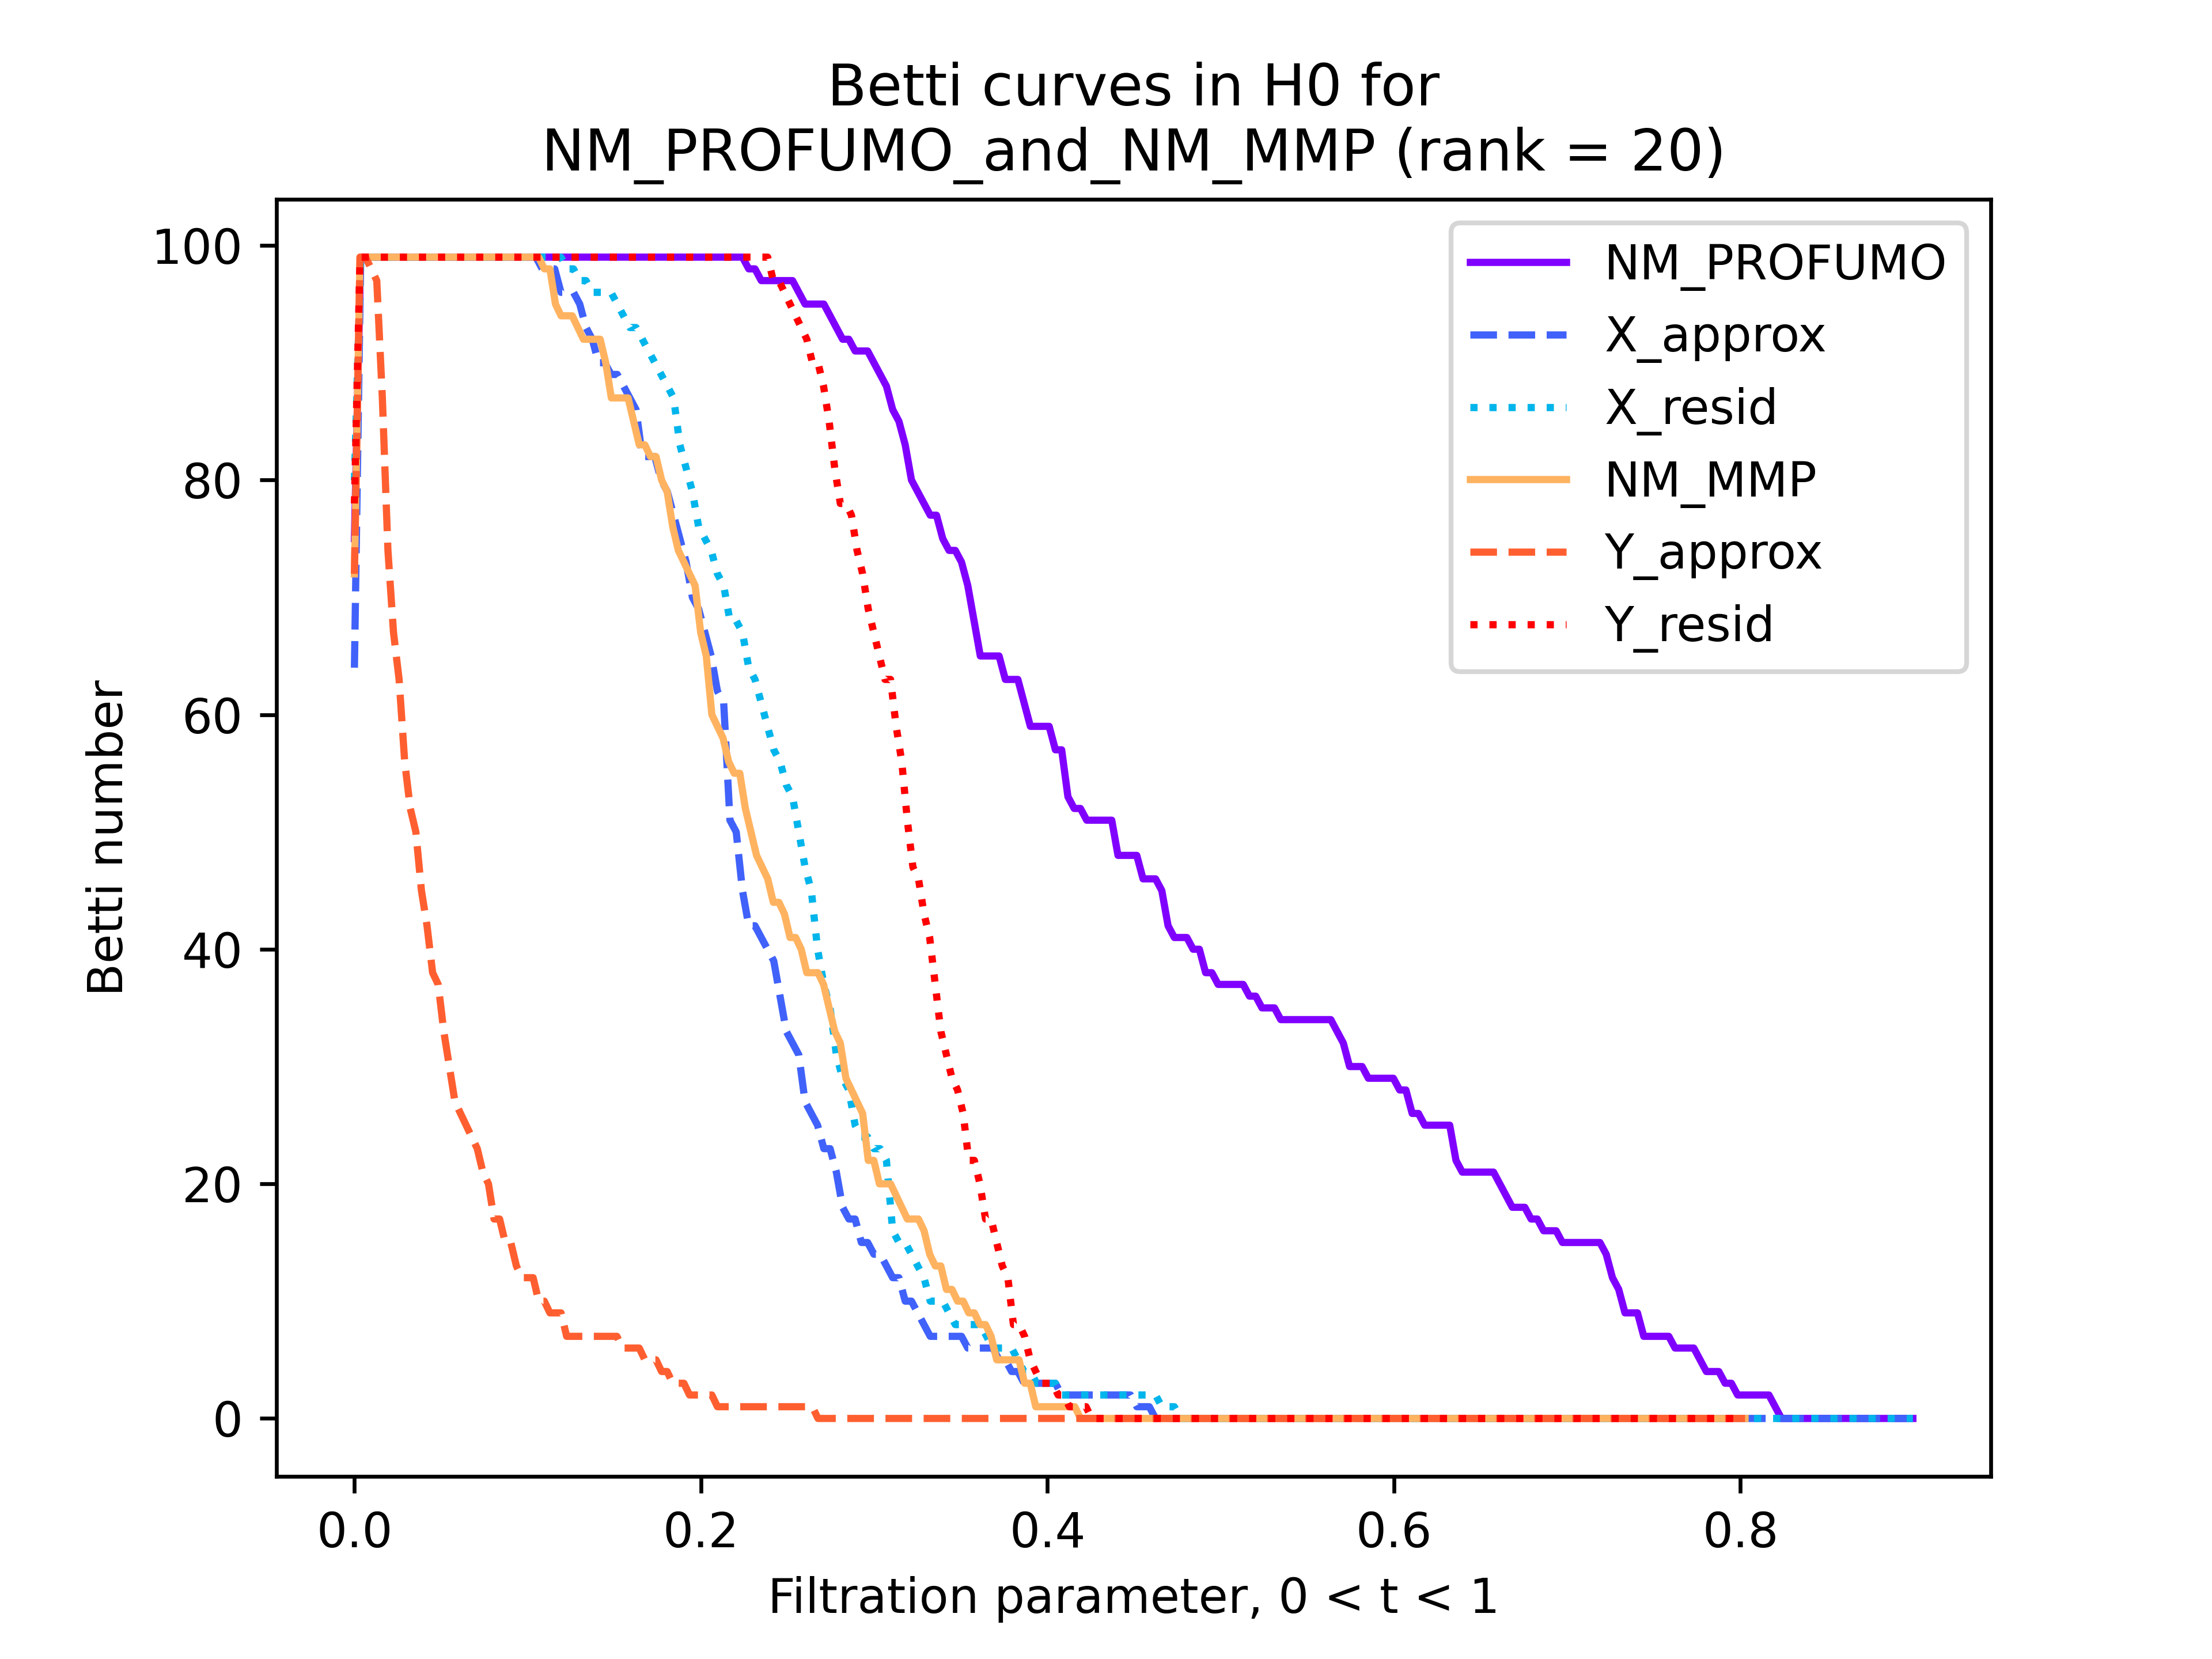 Betti curves in H0 for
NM_PROFUMO_and_NM_MMP (rank = 20)
NM_PROFUMO
X_approx
X_resid
NM_MMP
Y_approx
Y_resid
Betti number
100
80
60
40
20
0
0.0 0.2 0.4 0.6 0.8
Filtration parameter, 0 < t < 1